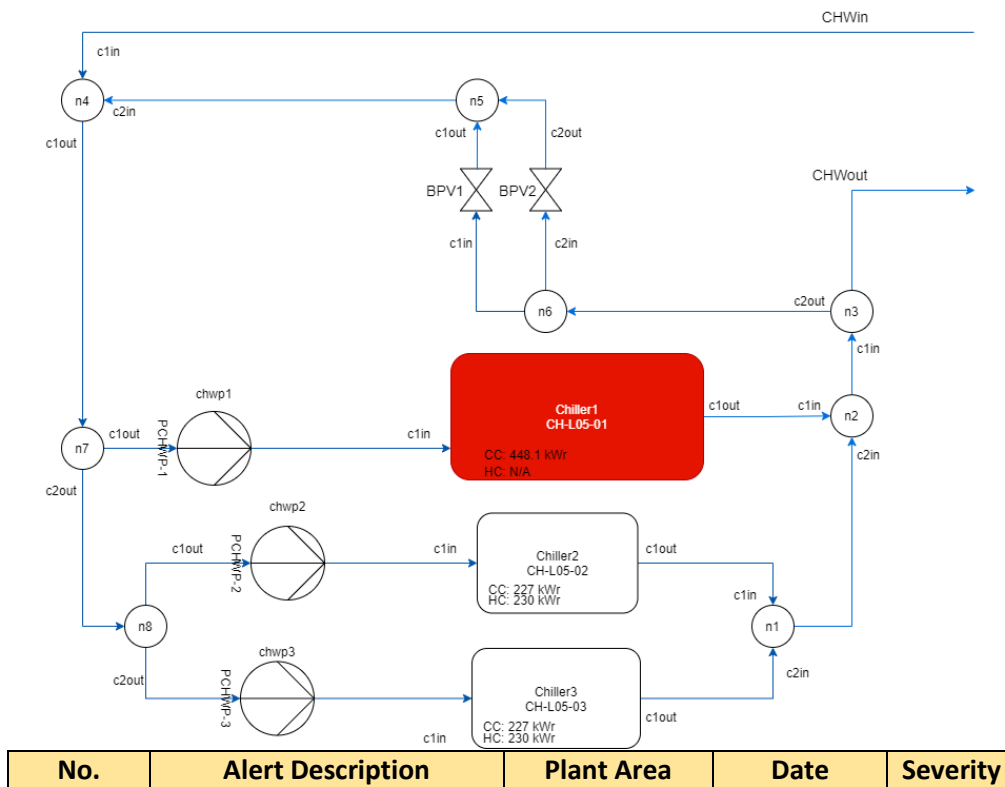 CHWin
c1in
n4
c2in
n5
c1out
c1out
c2out
BPV1
BPV2
CHWout
c1in
c2in
n6
c2out
n3
c1in
chwp1
Chiller1
CH-L05-01
CC: 448.1 kWr
HC: N/A
c1out
c1in
n2
n7
c1out
PCHWP-1
c1in
c2in
c2out
chwp2
c1out
PCHWP-2
c1in
Chiller2
CH-L05-02
CC: 227 kWr
HC: 230 kWr
c1out
c1in
n8
n1
chwp3
c2out
PCHWP-3
c1in
Chiller3
CH-L05-03
CC: 227 kWr
HC: 230 kWr
c1out
c2in
No. Alert Description Plant Area Date Severity